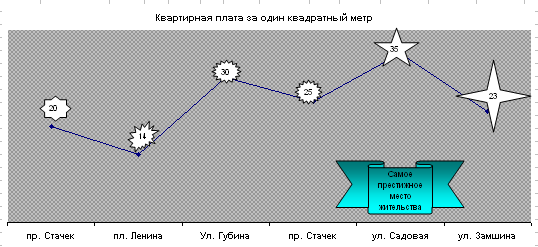 Квартирная плата за один квадратный метр
35
30
25
23
20
14
Самое
престижное
место
жительства
пр. Стачек
пл. Ленина
Ул. Губина
пр. Стачек
ул. Садовая
ул. Замшина